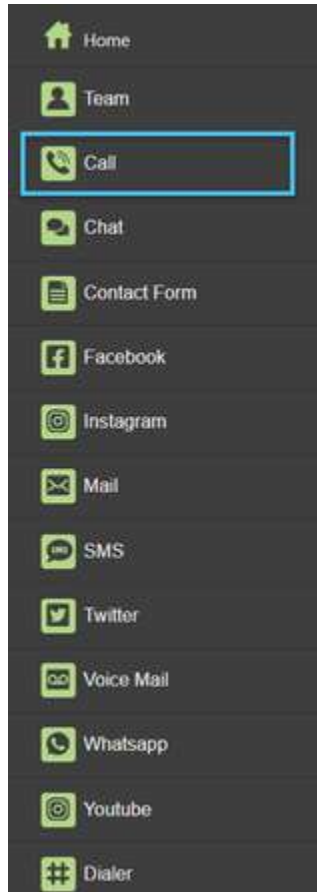 Home
Team
Call
Chat
Contact Form
Facebook
Instagram
Mail
SMS
Twitter
Voice Mail
Whatsapp
Youtube
Dialer